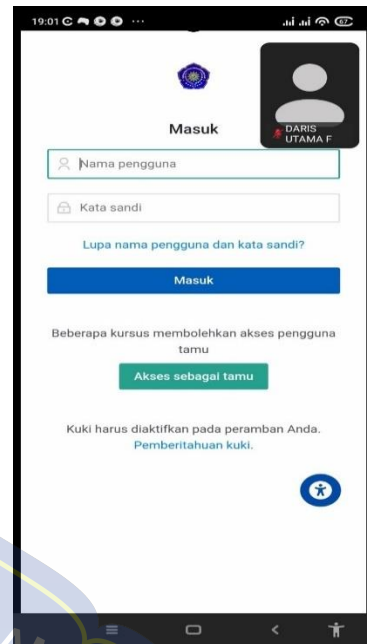 19:01
67
DARIS
UTAMA F
Masuk
Nama pengguna
Kata sandi
Lupa nama pengguna dan kata sandi?
Masuk
Beberapa kursus membolehkan akses pengguna
tamu
Akses sebagai tamu
Kuki harus diaktifkan pada peramban Anda.
Pemberitahuan kuki.